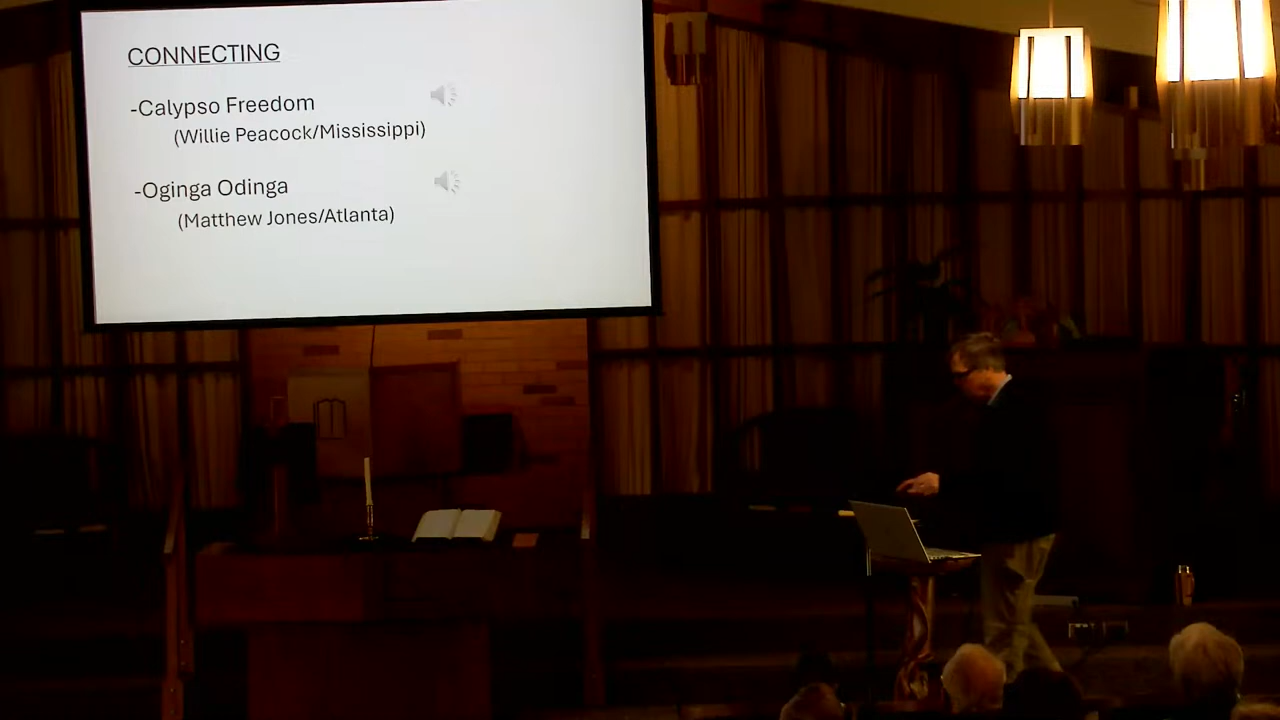 CONNECTING
-Calypso Freedom
(Willie Peacock/Mississippi)
-Oginga Odinga
(Matthew Jones/Atlanta)